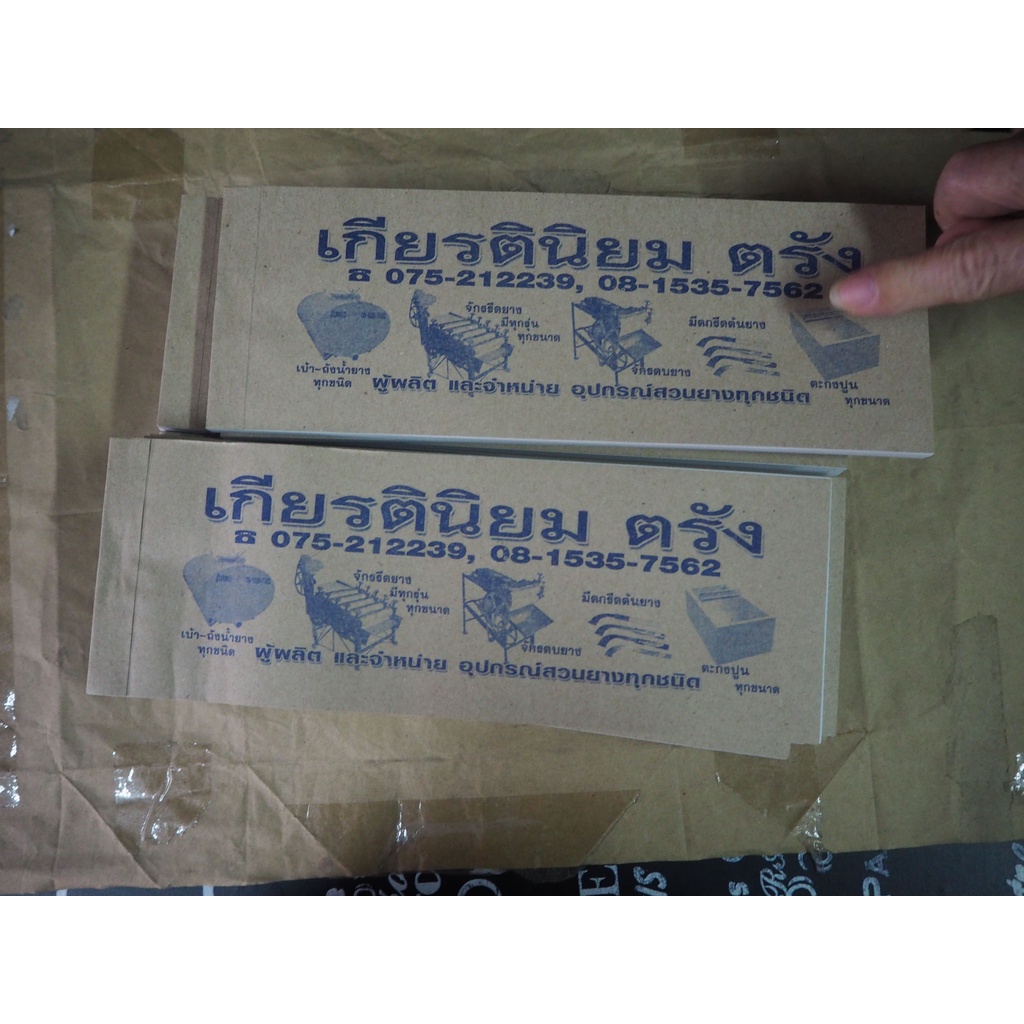 เกียรตินิยม ตรัง
☎ 075-212239, 08-1535-7562
เบ้า-ถังน้ำยาง
ทุกชนิด
จักรรีดยาง
มีทุกรุ่น
ทุกขนาด
จักรดบยาง
มีดกรีดต้นยาง
ตะกงปูน
ทุกขนาด
ผู้ผลิต และจำหน่าย อุปกรณ์สวนยางทุกชนิด
เกียรตินิยม ตรัง
☎ 075-212239, 08-1535-7562
เบ้า-ถังน้ำยาง
ทุกชนิด
จักรรีดยาง
มีทุกรุ่น
ทุกขนาด
จักรดบยาง
มีดกรีดต้นยาง
ตะกงปูน
ทุกขนาด
ผู้ผลิต และจำหน่าย อุปกรณ์สวนยางทุกชนิด